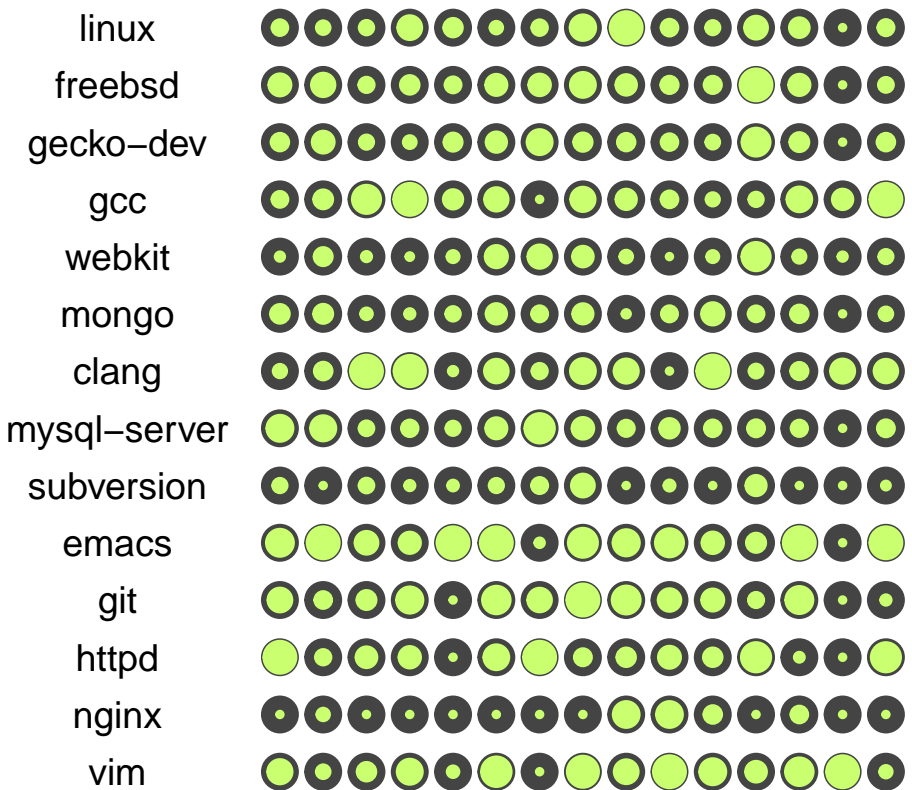 linux
freebsd
gecko−dev
gcc
webkit
mongo
clang
mysql−server
subversion
emacs
git
httpd
nginx
vim